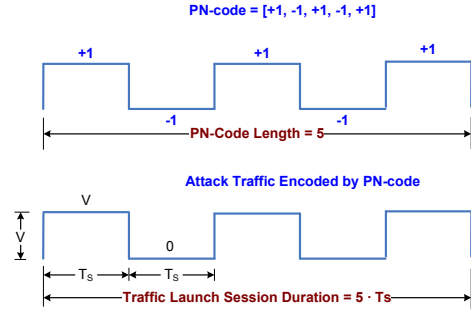 PN-code = [+1, -1, +1, -1, +1]
+1 +1 +1
-1 -1
PN-Code Length = 5
Attack Traffic Encoded by PN-code
V
V 0
Ts Ts
Traffic Launch Session Duration = 5 · Ts